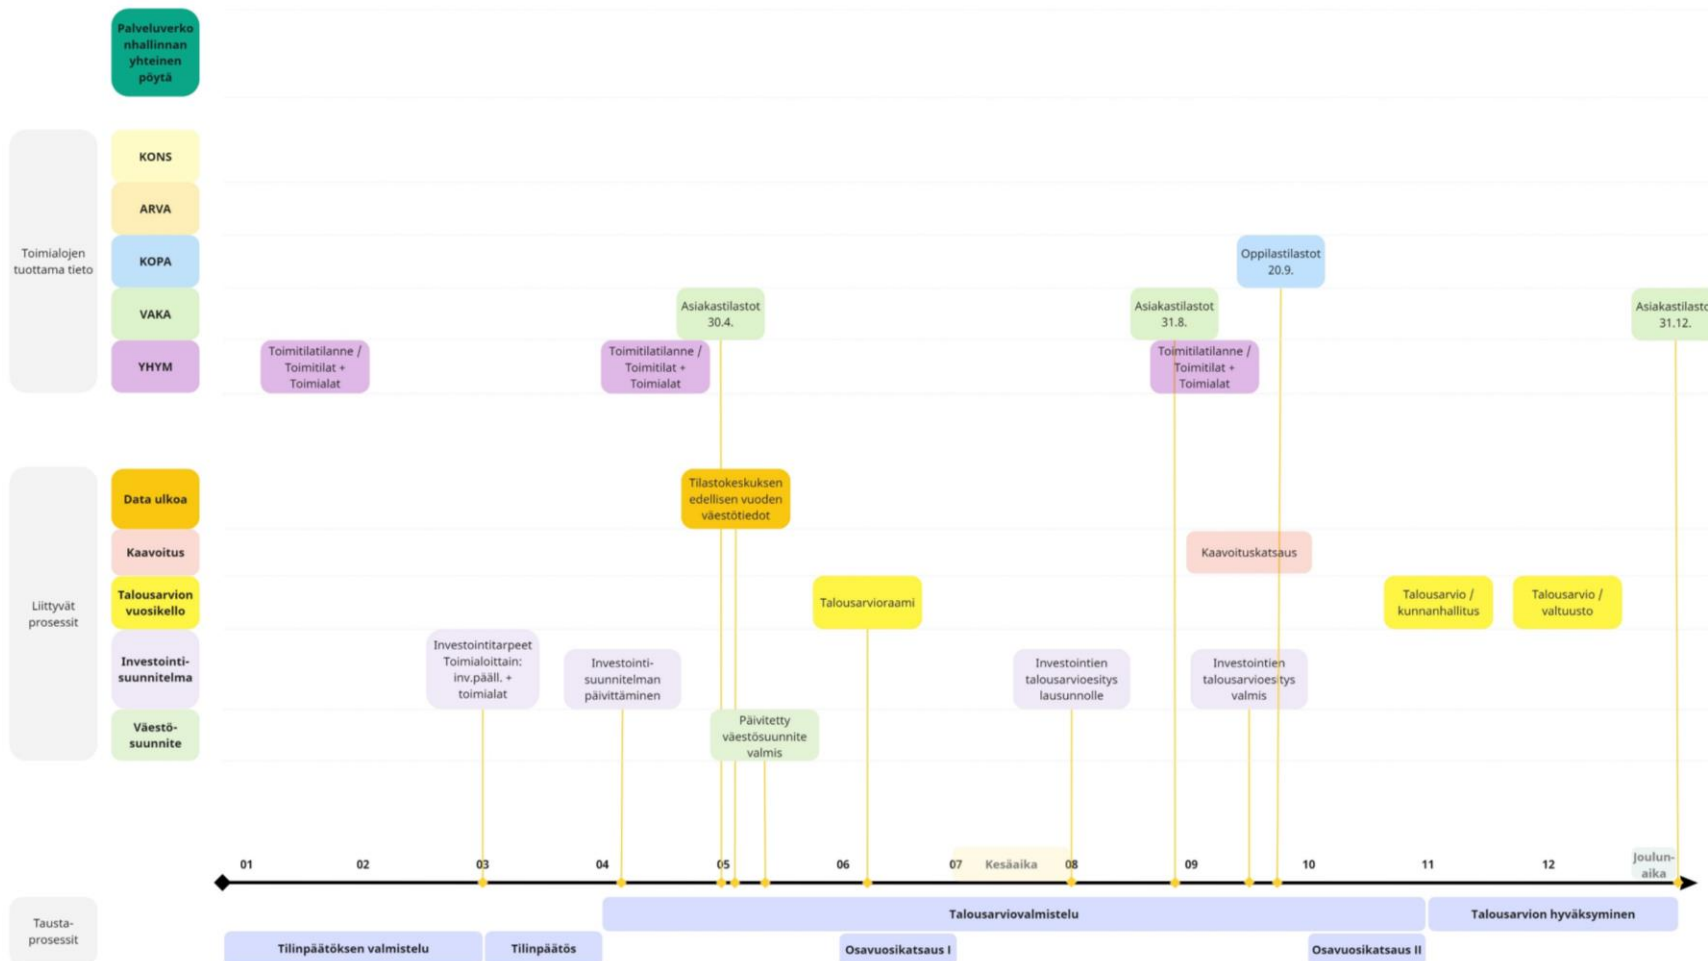 Palveluverko
nhallinnan
yhteinen
pöytä
Toimialojen
tuottama tieto
KONS
ARVA
KOPA
Oppilastilastot
20.9.
VAKA
Asiakastilastot
30.4.
Asiakastilastot
31.8.
Asiakastilasto
31.12.
YHYM
Toimitilatilanne /
Toimitilat +
Toimialat
Toimitilatilanne /
Toimitilat +
Toimialat
Toimitilatilanne /
Toimitilat +
Toimialat
Liittyvät
prosessit
Data ulkoa
Tilastokeskuksen
edellisen vuoden
väestötiedot
Kaavoitus
Kaavoituskatsaus
Talousarvion
vuosikello
Talousarvioraami
Talousarvio /
kunnanhallitus
Talousarvio /
valtuusto
Investointi-
suunnitelma
Investointitarpeet
Toimialoittain:
inv.pääll. +
toimialat
Investointi-
suunnitelman
päivittäminen
Investointien
talousarvioesitys
lausunnolle
Investointien
talousarvioesitys
valmis
Väestö-
suunnite
Päivitetty
väestösuunnite
valmis
01 02 03 04 05 06 07 Kesäaika 08 09 10 11 12
Joulun-
aika
Tausta-
prosessit
Talousarviovalmistelu
Talousarvion hyväksyminen
Tilinpäätöksen valmistelu
Tilinpäätös
Osavuosikatsaus I
Osavuosikatsaus II